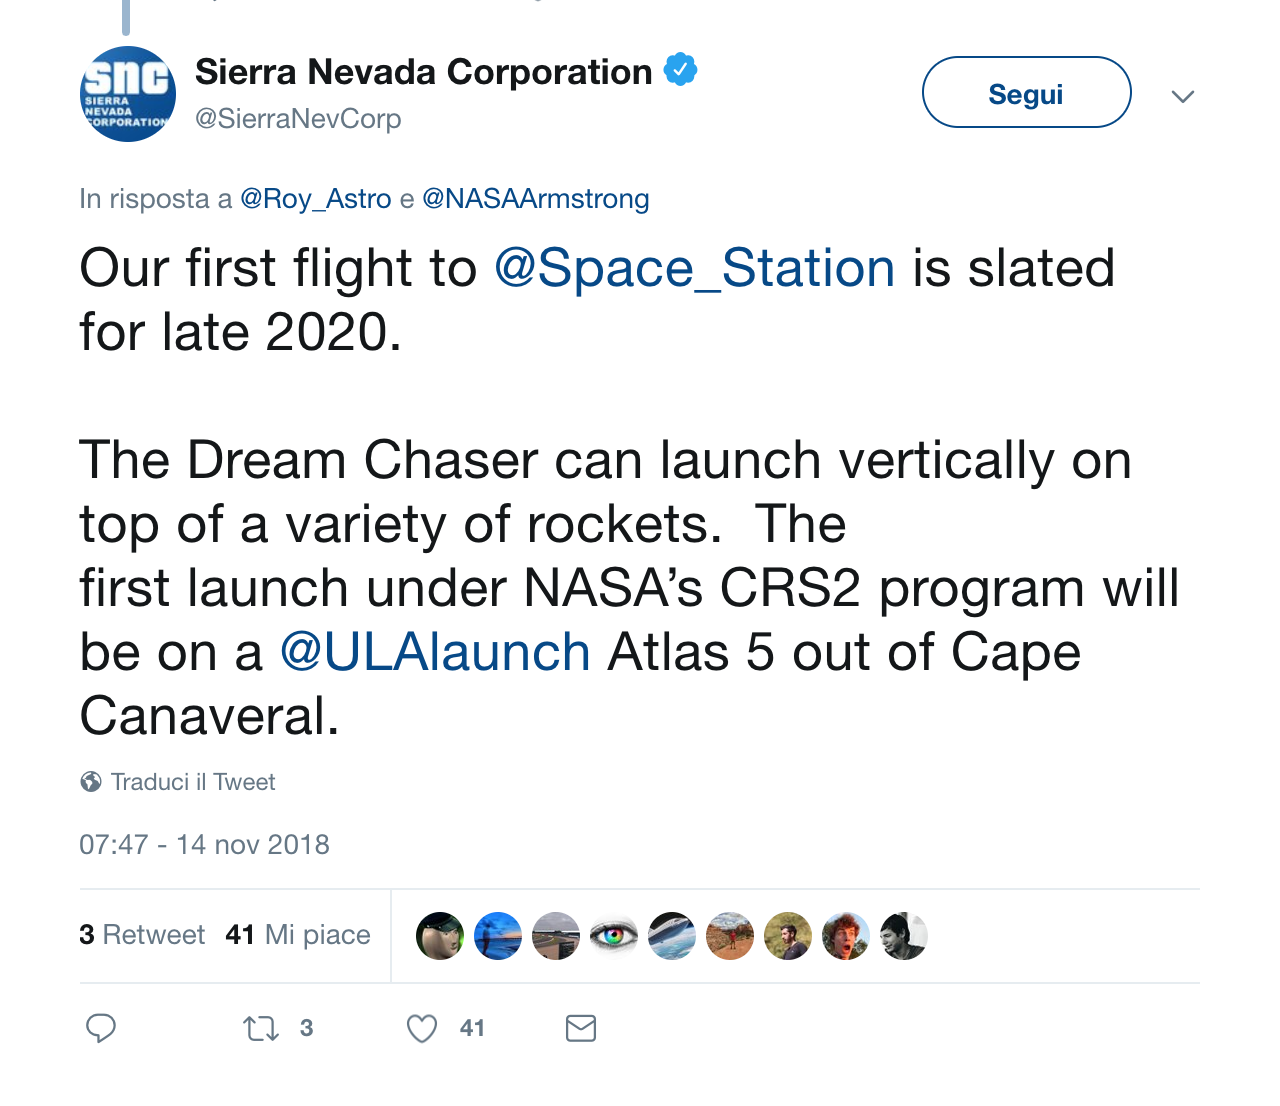 snc
SIERRA
NEVADA
CORPORATION
Sierra Nevada Corporation
@SierraNevCorp
Segui
In risposta a @Roy_Astro e @NASAArmstrong
Our first flight to @Space_Station is slated
for late 2020.
The Dream Chaser can launch vertically on
top of a variety of rockets.  The
first launch under NASA’s CRS2 program will
be on a @ULAlaunch Atlas 5 out of Cape
Canaveral.
Traduci il Tweet
07:47 - 14 nov 2018
3 Retweet 41 Mi piace
3 41